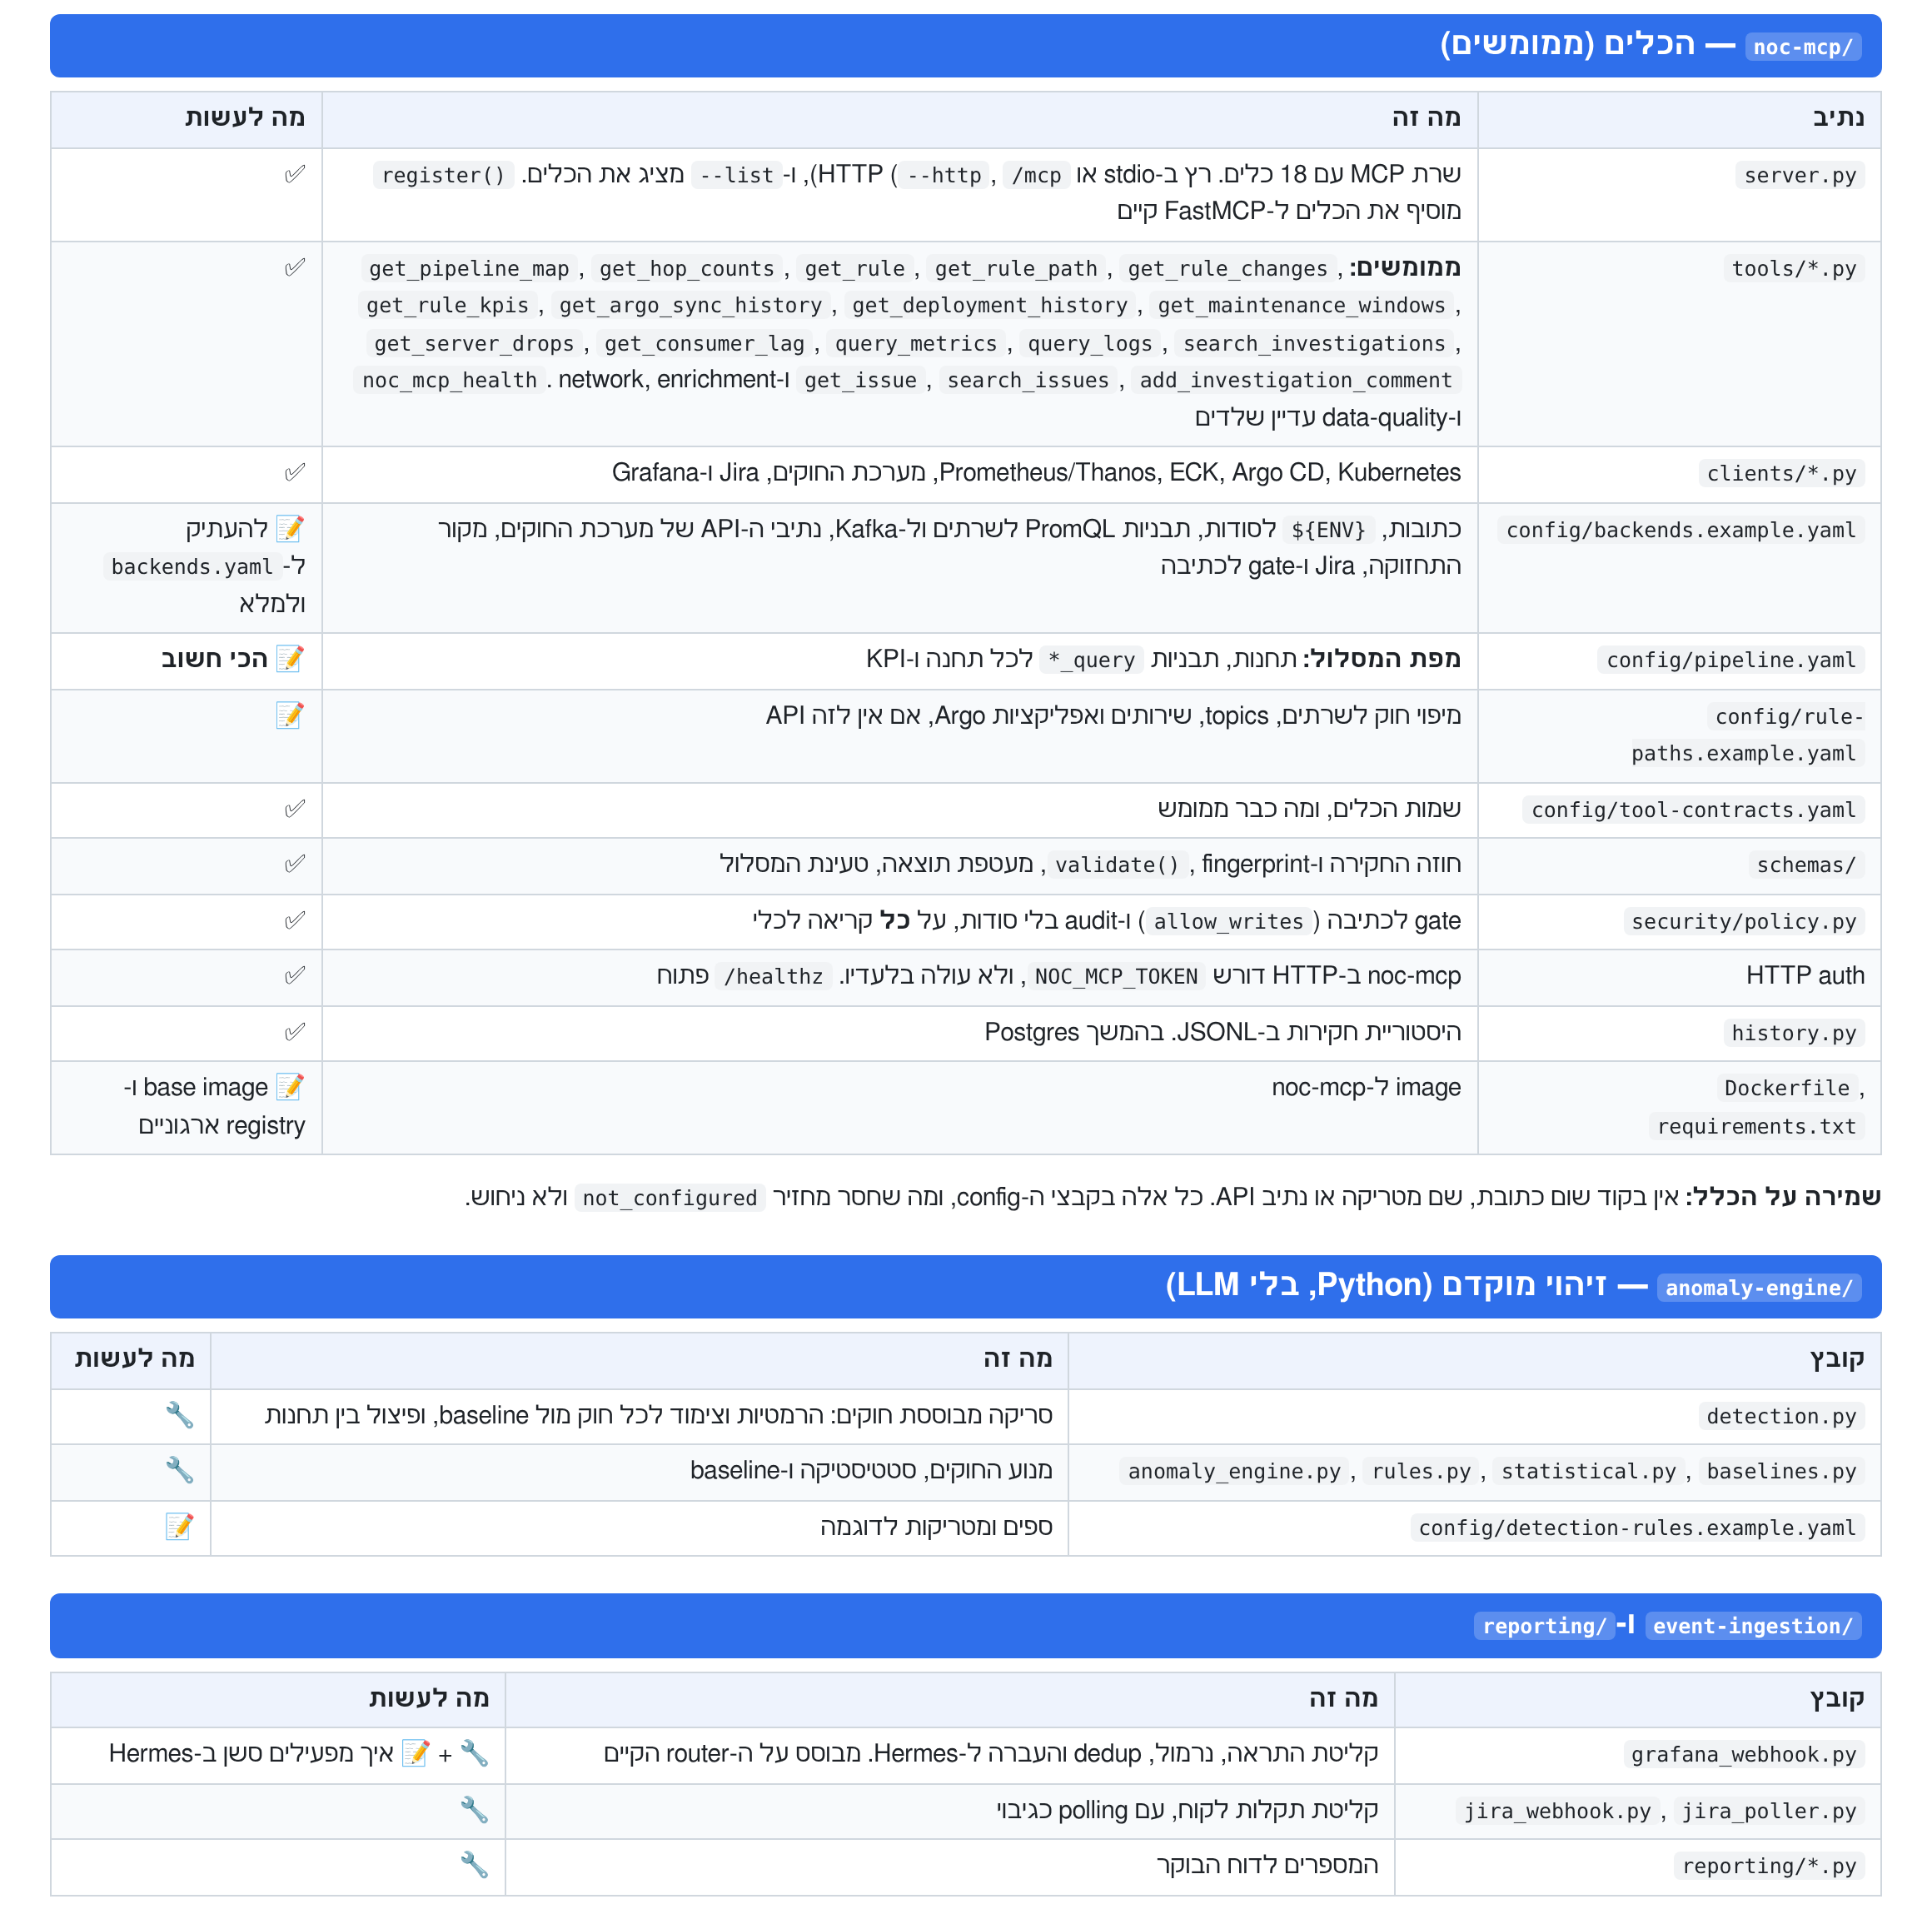 noc-mcp/ — הכלים (ממומשים)
נתיב	מה זה	מה לעשות
server.py	שרת MCP עם 18 כלים. רץ ב-stdio או HTTP (--http, /mcp), ו---list מציג את הכלים. register()	✅
מוסיף את הכלים ל-FastMCP קיים
tools/*.py	ממומשים: get_pipeline_map, get_hop_counts, get_rule, get_rule_path, get_rule_changes,	✅
get_rule_kpis, get_argo_sync_history, get_deployment_history, get_maintenance_windows,
get_server_drops, get_consumer_lag, query_metrics, query_logs, search_investigations,
noc_mcp_health. network, enrichment-ו get_issue, search_issues, add_investigation_comment
ו-data-quality עדיין שלדים
clients/*.py	Prometheus/Thanos, ECK, Argo CD, Kubernetes, מערכת החוקים, Jira ו-Grafana	✅
config/backends.example.yaml	כתובות, ${ENV} לסודות, תבניות PromQL לשרתים ול-Kafka, נתיבי ה-API של מערכת החוקים, מקור	📝 להעתיק
התחזוקה, Jira ו-gate לכתיבה	ל-backends.yaml
ולמלא
config/pipeline.yaml	מפת המסלול: תחנות, תבניות *_query לכל תחנה ו-KPI	📝 הכי חשוב
config/rule-	מיפוי חוק לשרתים, topics, שירותים ואפליקציות Argo, אם אין לזה API	📝
paths.example.yaml
config/tool-contracts.yaml	שמות הכלים, ומה כבר ממומש	✅
schemas/	חוזה החקירה ו-fingerprint, validate(), מעטפת תוצאה, טעינת המסלול	✅
security/policy.py	gate לכתיבה (allow_writes) ו-audit בלי סודות, על כל קריאה לכלי	✅
HTTP auth	noc-mcp ב-HTTP דורש NOC_MCP_TOKEN, ולא עולה בלעדיו. /healthz פתוח	✅
history.py	היסטוריית חקירות ב-JSONL. בהמשך Postgres	✅
Dockerfile,	image ל-noc-mcp	📝 base image ו-
requirements.txt	registry ארגוניים
שמירה על הכלל: אין בקוד שום כתובת, שם מטריקה או נתיב API. כל אלה בקבצי ה-config, ומה שחסר מחזיר not_configured ולא ניחוש.
anomaly-engine/ — זיהוי מוקדם (Python, בלי LLM)
קובץ	מה זה	מה לעשות
detection.py	סריקה מבוססת חוקים: הרמטיות וצימוד לכל חוק מול baseline, ופיצול בין תחנות	🔧
anomaly_engine.py, rules.py, statistical.py, baselines.py	מנוע החוקים, סטטיסטיקה ו-baseline	🔧
config/detection-rules.example.yaml	ספים ומטריקות לדוגמה	📝
event-ingestion/ ו-reporting/
קובץ	מה זה	מה לעשות
grafana_webhook.py	קליטת התראה, נרמול, dedup והעברה ל-Hermes. מבוסס על ה-router הקיים	🔧 + 📝 איך מפעילים סשן ב-Hermes
jira_webhook.py, jira_poller.py	קליטת תקלות לקוח, עם polling כגיבוי	🔧
reporting/*.py	המספרים לדוח הבוקר	🔧